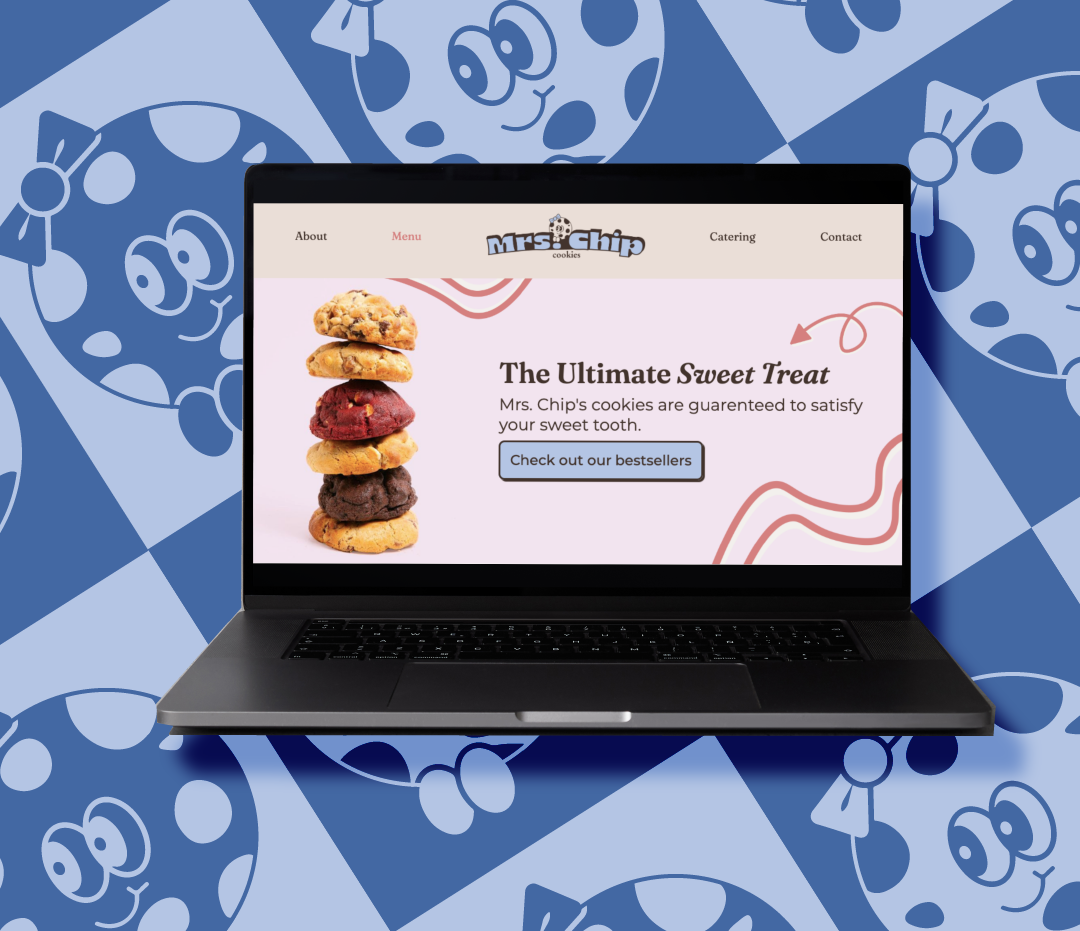 About
Menu
Mrs. Chip
cookies
Catering
Contact
The Ultimate Sweet Treat
Mrs. Chip's cookies are guarenteed to satisfy
your sweet tooth.
Check out our bestsellers